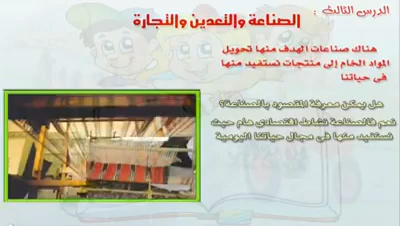 الدرس الثالث :
الصناعة والتعدين والتجارة
هناك صناعات الهدف منها تحويل
المواد الخام إلى منتجات نستفيد منها
فى حياتنا
هل يمكن معرفة المقصود بالصناعة؟
نعم فالصناعة نشاط اقتصادى هام حيث
نستفيد منها فى مجال حياتنا اليومية